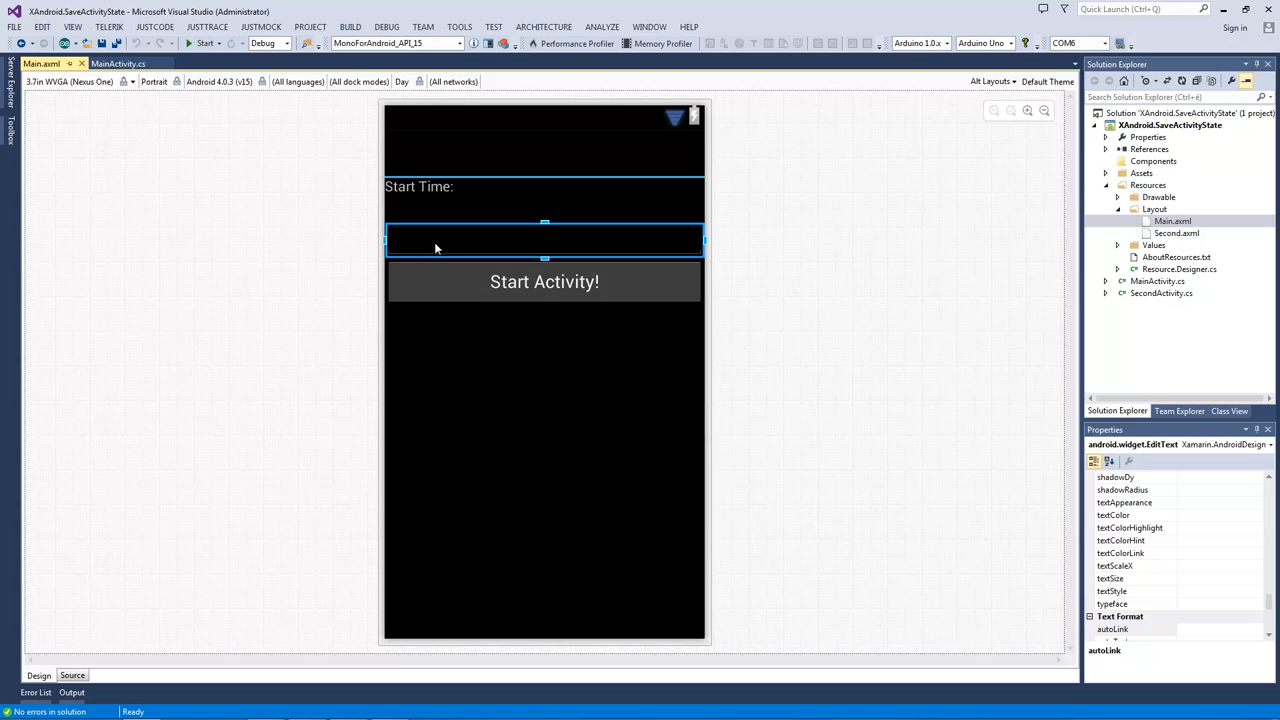 XAndroid.SaveActivityState - Microsoft Visual Studio (Administrator)
Quick Launch (Ctrl+Q)
FILE EDIT VIEW TELERIK JUSTCODE JUSTTRACE JUSTMOCK PROJECT BUILD DEBUG TEAM TOOLS TEST ARCHITECTURE ANALYZE WINDOW HELP
Sign in
Start Debug MonoForAndroid_API_15 Performance Profiler Memory Profiler Arduino 1.0.x Arduino Uno COM6
Server Explorer
Toolbox
Main.axml MainActivity.cs
3.7in WVGA (Nexus One) Portrait Android 4.0.3 (v15) (All languages) (All dock modes) Day (All networks) Alt Layouts Default Theme
Start Time:
Start Activity!
Design Source
Error List Output
No errors in solution Ready
Solution Explorer
Search Solution Explorer (Ctrl+è)
Solution 'XAndroid.SaveActivityState' (1 project)
XAndroid.SaveActivityState
Properties
References
Components
Assets
Resources
Drawable
Layout
Main.axml
Second.axml
Values
AboutResources.txt
Resource.Designer.cs
MainActivity.cs
SecondActivity.cs
Solution Explorer Team Explorer Class View
Properties
android.widget.EditText Xamarin.AndroidDesign
shadowDy
shadowRadius
textAppearance
textColor
textColorHighlight
textColorHint
textColorLink
textScaleX
textSize
textStyle
typeface
Text Format
autoLink
autoLink